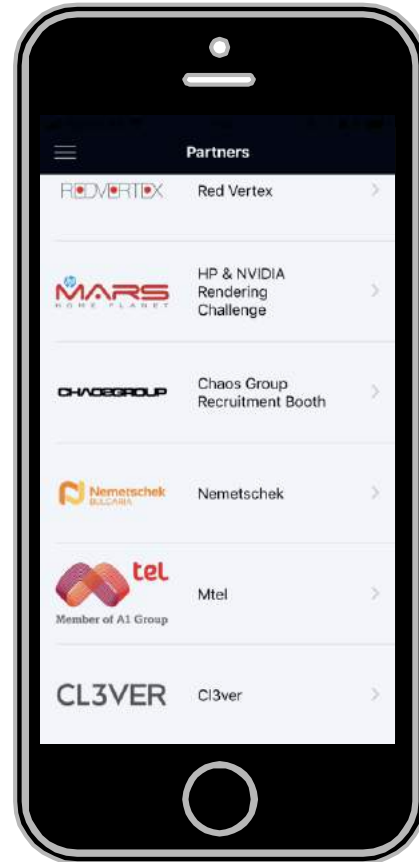 Partners
REDVERTEX
Red Vertex
hp
MARS
HOME PLANET
HP & NVIDIA
Rendering
Challenge
CHAOSGROUP
Chaos Group
Recruitment Booth
Nemetschek
BULGARIA
Nemetschek
tel
Member of A1 Group
Mtel
CL3VER
Cl3ver